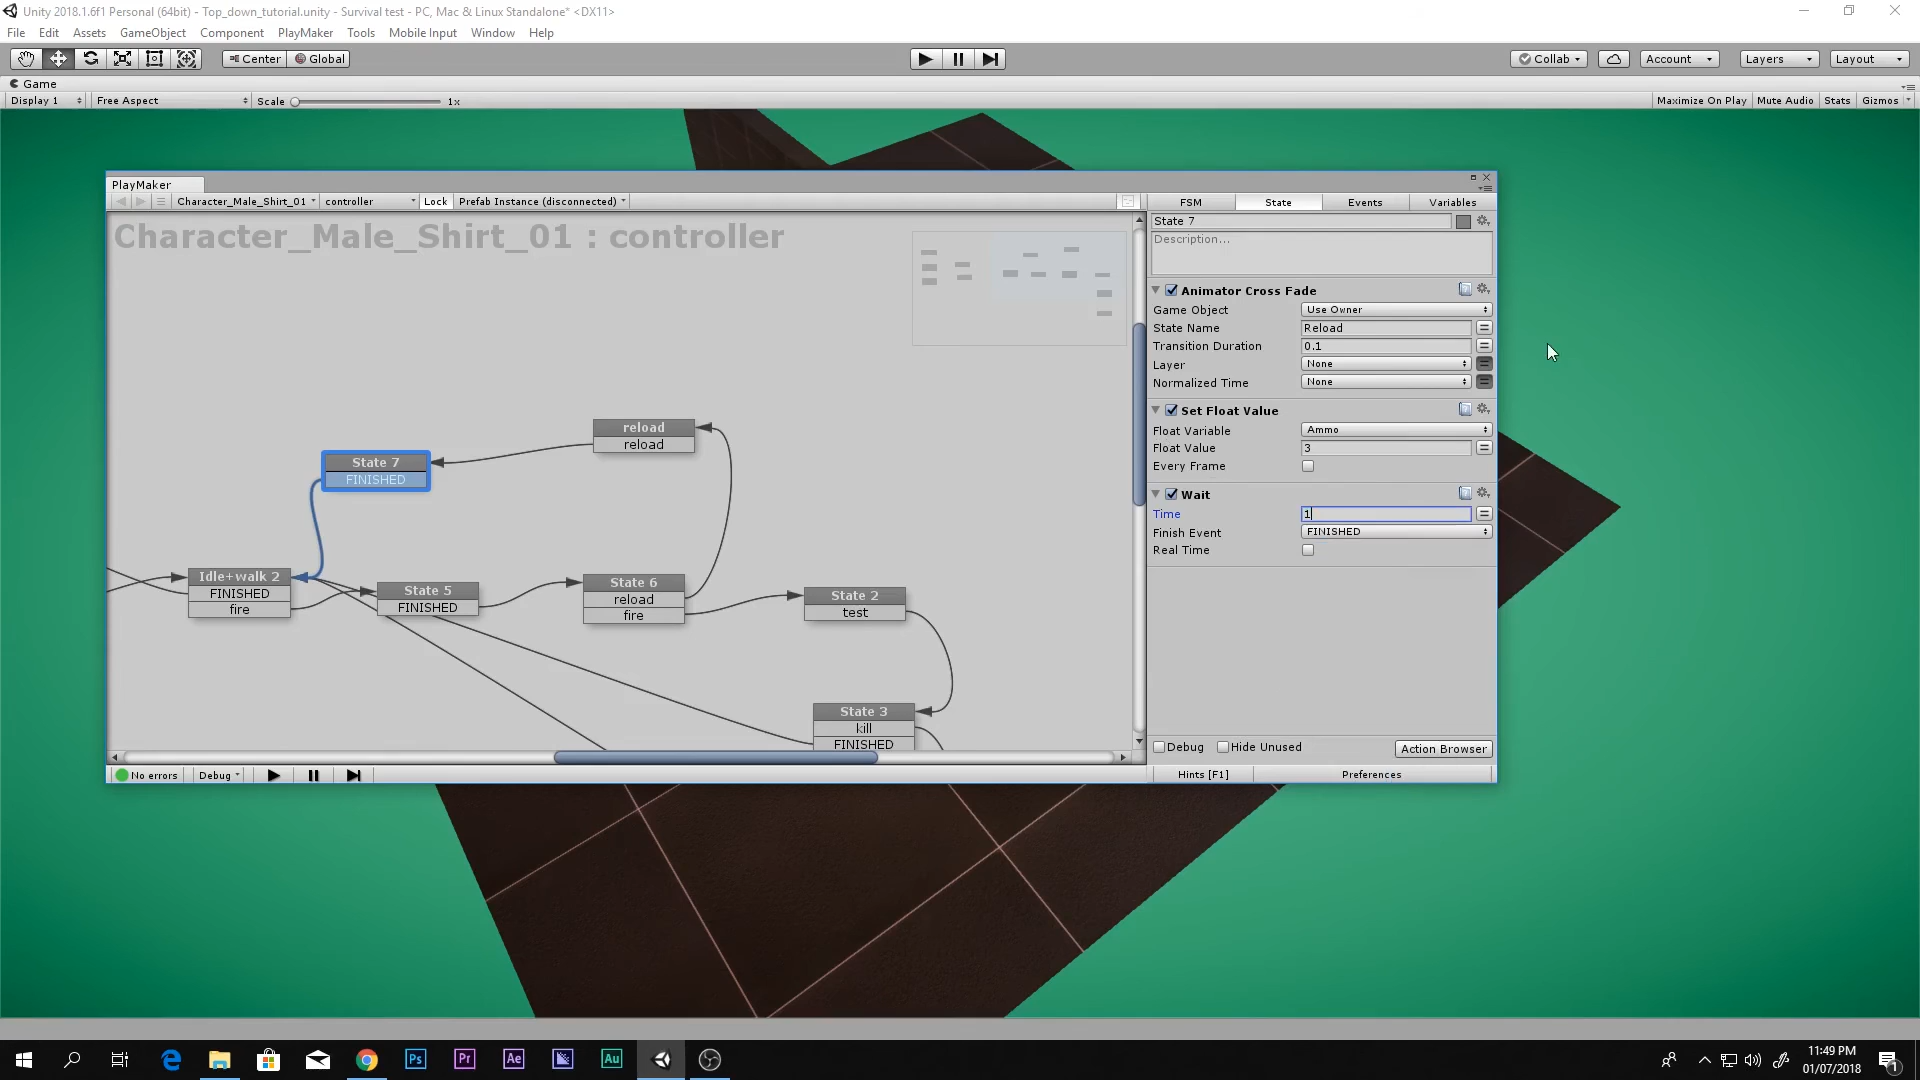 Unity 2018.1.6f1 Personal (64bit) - Top_down_tutorial.unity - Survival test - PC, Mac & Linux Standalone* <DX11>
File Edit Assets GameObject Component PlayMaker Tools Mobile Input Window Help
Center Global Collab Account Layers Layout
Game
Display 1 Free Aspect Scale 1x Maximize On Play Mute Audio Stats Gizmos
PlayMaker
Character_Male_Shirt_01 controller Lock Prefab Instance (disconnected) FSM State Events Variables
Character_Male_Shirt_01 : controller
State 7
Description...
Animator Cross Fade
Game Object Use Owner
State Name Reload
Transition Duration 0.1
Layer None
Normalized Time None
Set Float Value
Float Variable Ammo
Float Value 3
Every Frame
Wait
Time 1
Finish Event FINISHED
Real Time
reload
reload
State 7
FINISHED
Idle+walk 2
FINISHED
fire
State 5
FINISHED
State 6
reload
fire
State 2
test
State 3
kill
FINISHED
Debug Hide Unused Action Browser
No errors Debug Hints [F1] Preferences
Ps Pr Ae Au
11:49 PM
01/07/2018
1